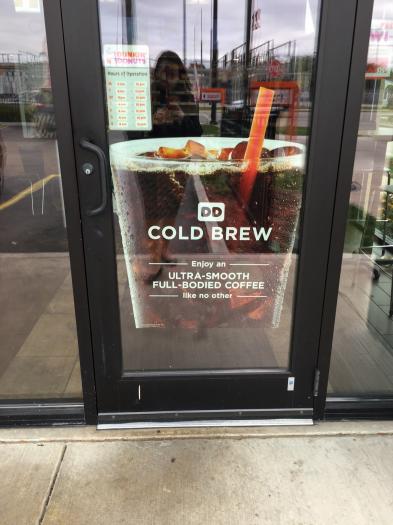 DUNKIN'
DONUTS
Hours of Operation
DD
COLD BREW
Enjoy an
ULTRA-SMOOTH
FULL-BODIED COFFEE
like no other